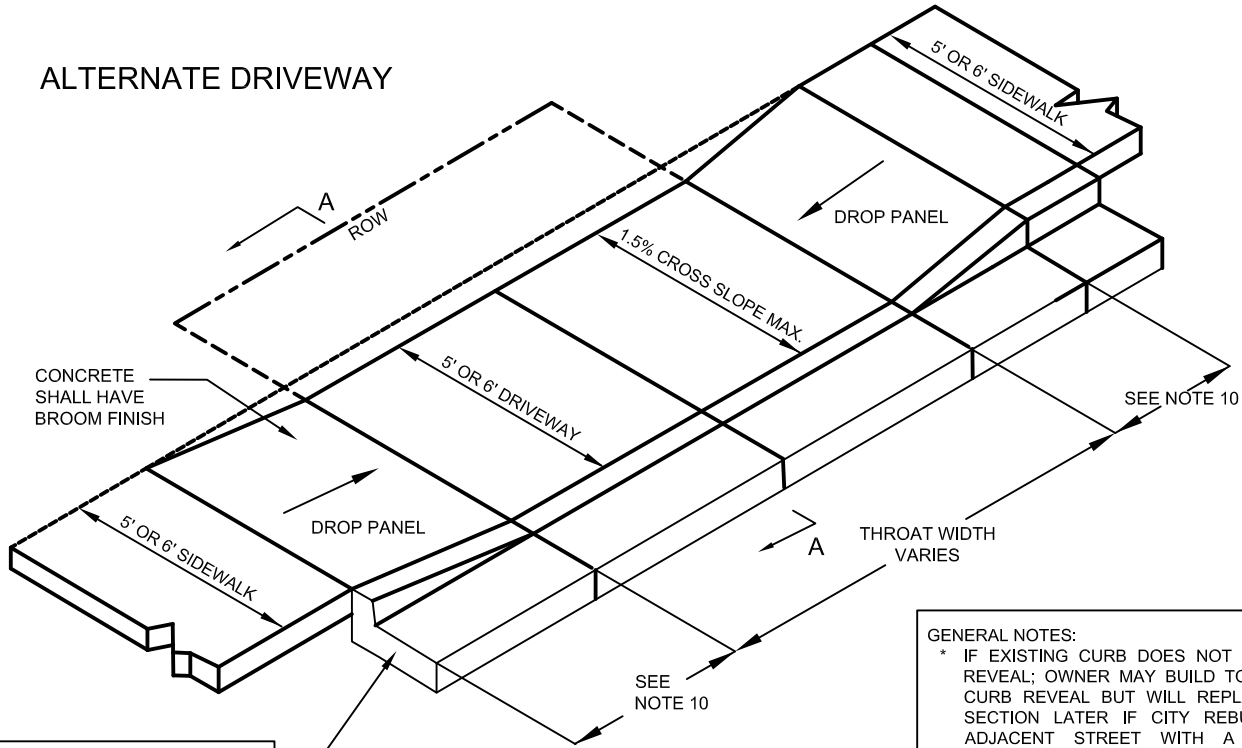 ALTERNATE DRIVEWAY
5' OR 6' SIDEWALK
A
ROW
DROP PANEL
1.5% CROSS SLOPE MAX.
CONCRETE
SHALL HAVE
BROOM FINISH
5' OR 6' DRIVEWAY
SEE NOTE 10
DROP PANEL
A
THROAT WIDTH
VARIES
5' OR 6' SIDEWALK
SEE
NOTE 10
GENERAL NOTES:
* IF EXISTING CURB DOES NOT
REVEAL; OWNER MAY BUILD TO
CURB REVEAL BUT WILL REPL
SECTION LATER IF CITY REBU
ADJACENT STREET WITH A